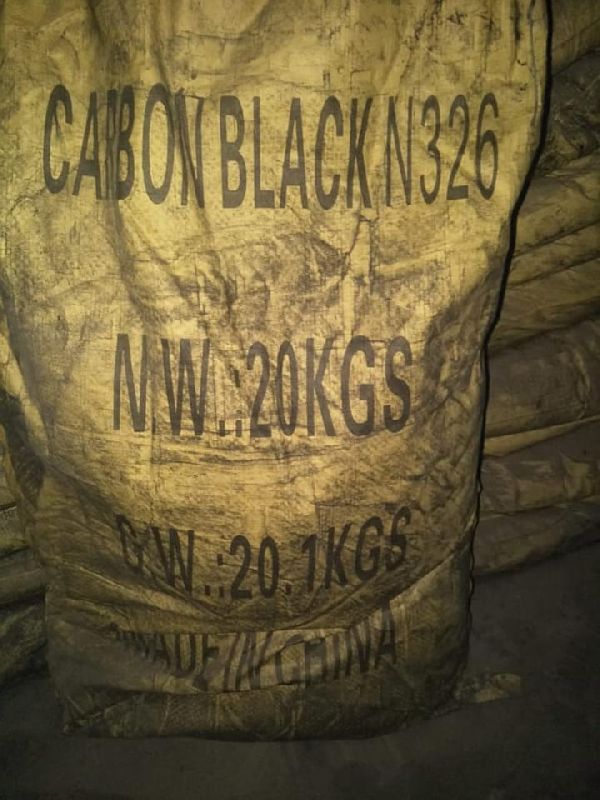 CARBON BLACK N326
N.W.:20KGS
G.W.:20.1KGS
MADE IN CHINA